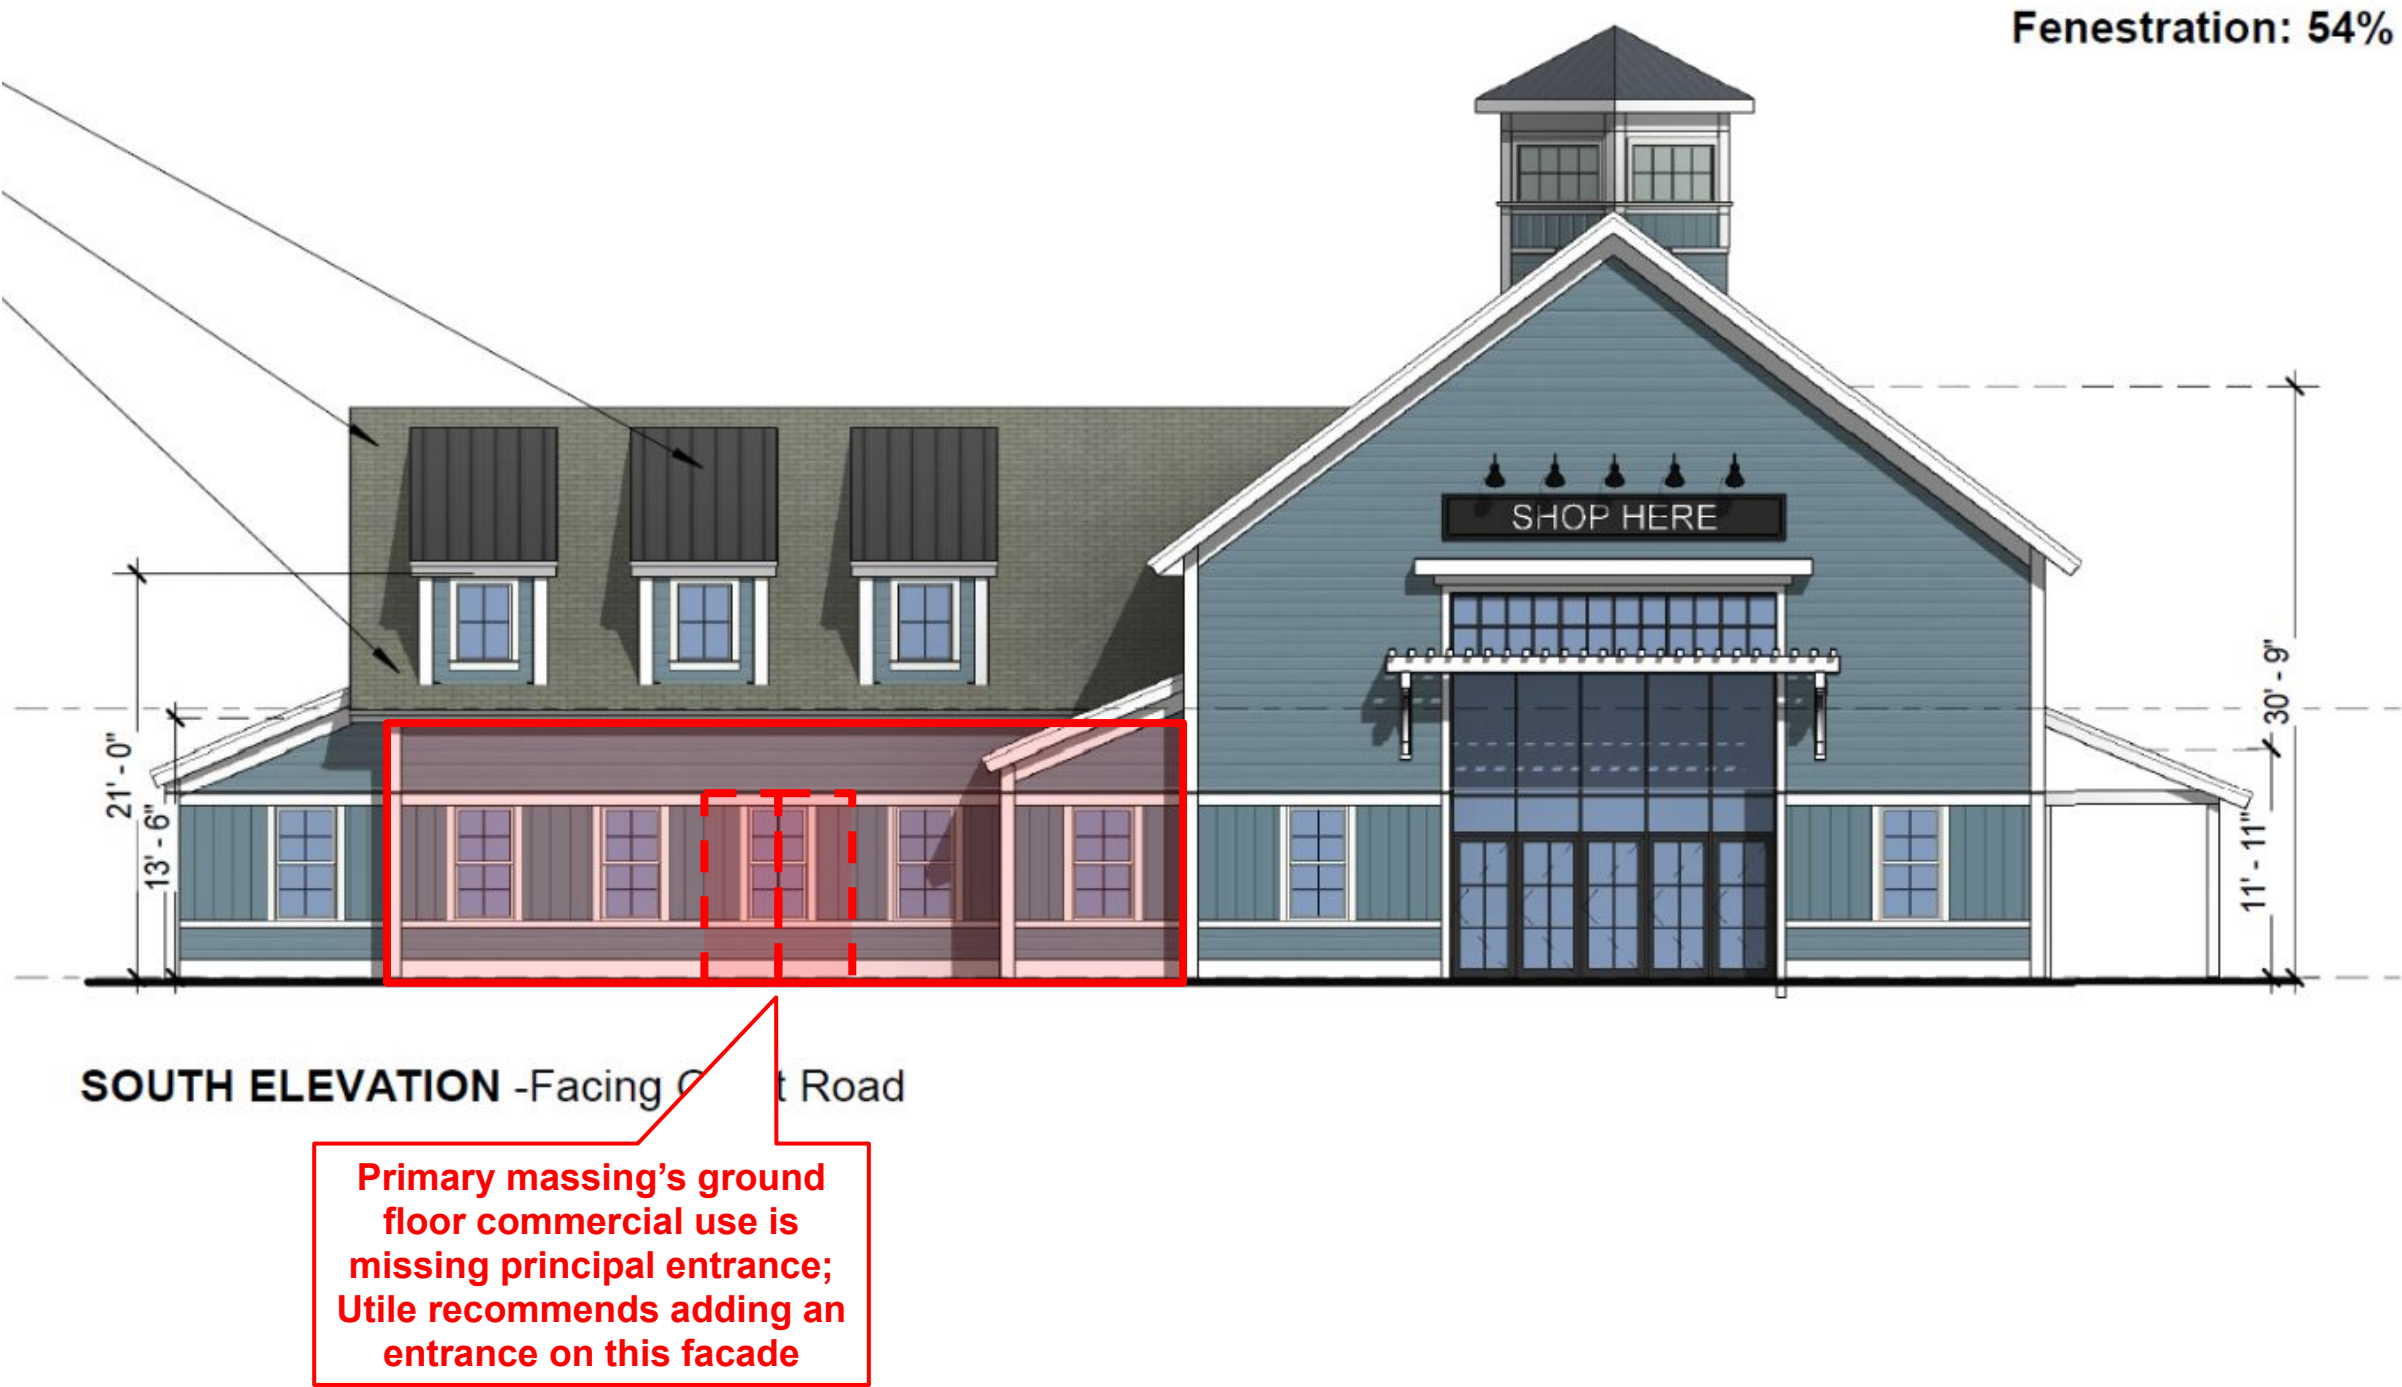 Fenestration: 54%
SHOP HERE
21' - 0"
13' - 6"
30' - 9"
11' - 11"
SOUTH ELEVATION -Facing Road
Primary massing’s ground
floor commercial use is
missing principal entrance;
Utile recommends adding an
entrance on this facade